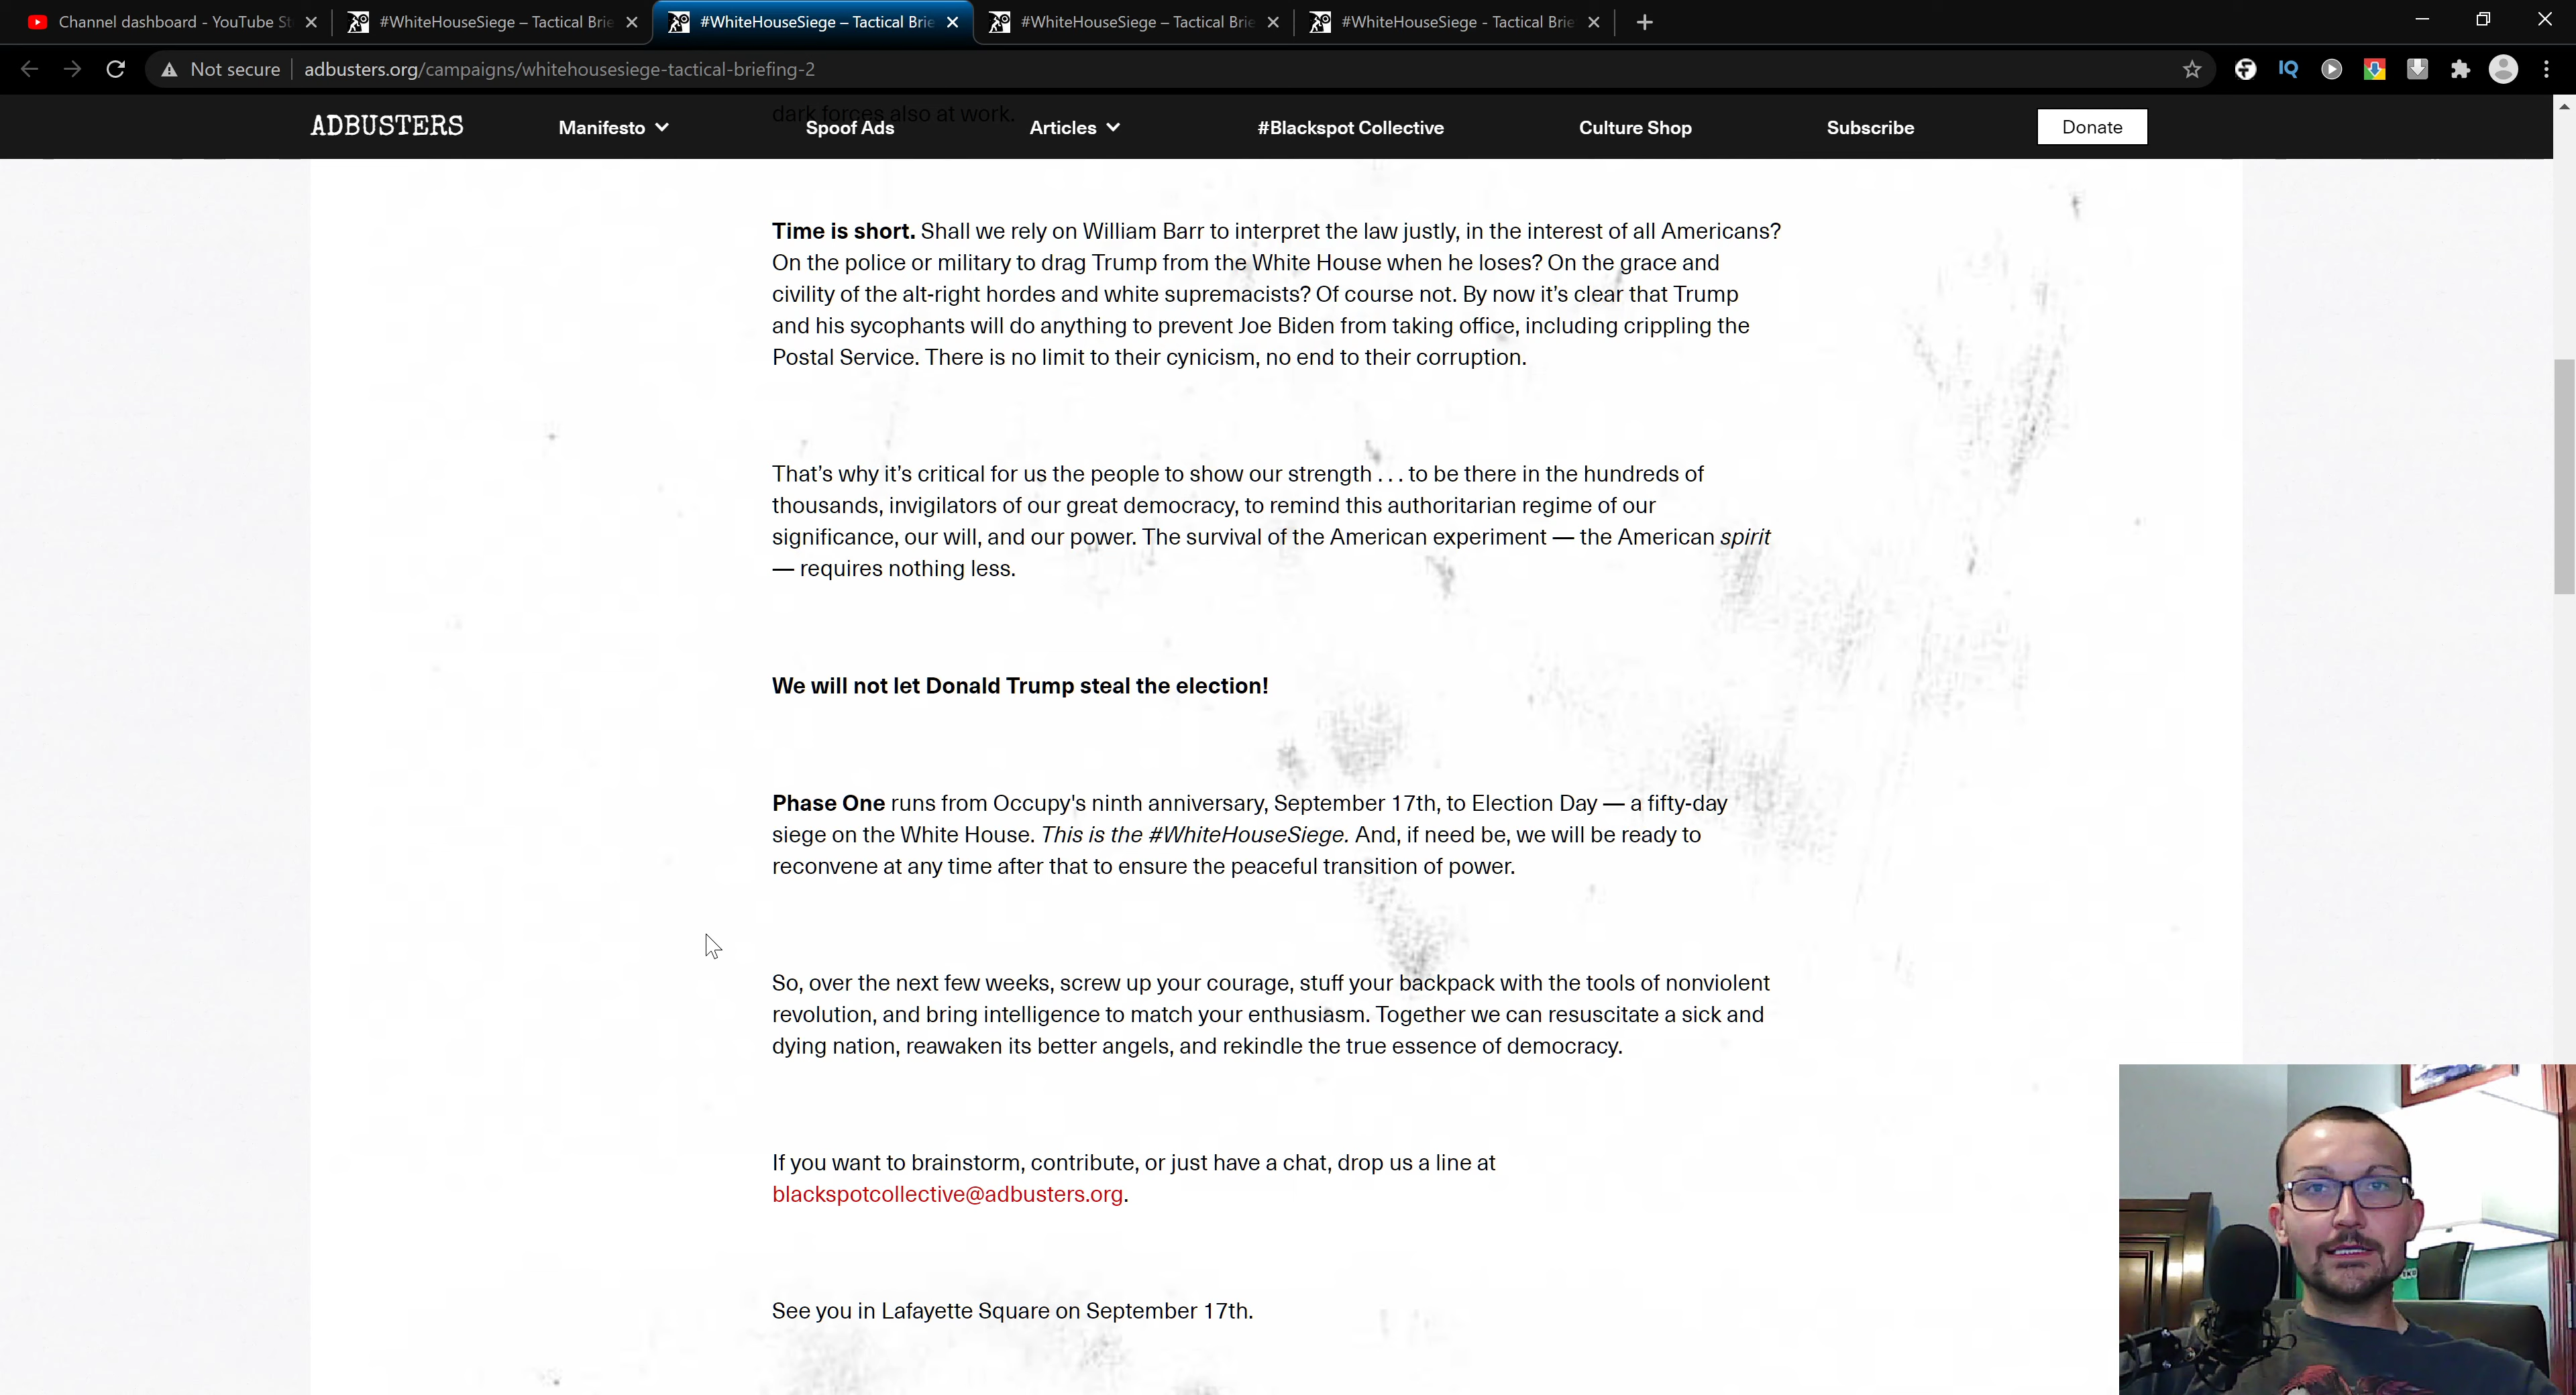 Channel dashboard - YouTube St
#WhiteHouseSiege – Tactical Brie
#WhiteHouseSiege – Tactical Brie
#WhiteHouseSiege – Tactical Brie
#WhiteHouseSiege - Tactical Brie
Not secure
adbusters.org/campaigns/whitehousesiege-tactical-briefing-2
IQ
dark forces also at work.
ADBUSTERS
Manifesto
Spoof Ads
Articles
#Blackspot Collective
Culture Shop
Subscribe
Donate
Time is short. Shall we rely on William Barr to interpret the law justly, in the interest of all Americans?
On the police or military to drag Trump from the White House when he loses? On the grace and
civility of the alt-right hordes and white supremacists? Of course not. By now it’s clear that Trump
and his sycophants will do anything to prevent Joe Biden from taking office, including crippling the
Postal Service. There is no limit to their cynicism, no end to their corruption.
That’s why it’s critical for us the people to show our strength . . . to be there in the hundreds of
thousands, invigilators of our great democracy, to remind this authoritarian regime of our
significance, our will, and our power. The survival of the American experiment — the American spirit
— requires nothing less.
We will not let Donald Trump steal the election!
Phase One runs from Occupy's ninth anniversary, September 17th, to Election Day — a fifty-day
siege on the White House. This is the #WhiteHouseSiege. And, if need be, we will be ready to
reconvene at any time after that to ensure the peaceful transition of power.
So, over the next few weeks, screw up your courage, stuff your backpack with the tools of nonviolent
revolution, and bring intelligence to match your enthusiasm. Together we can resuscitate a sick and
dying nation, reawaken its better angels, and rekindle the true essence of democracy.
If you want to brainstorm, contribute, or just have a chat, drop us a line at
blackspotcollective@adbusters.org.
See you in Lafayette Square on September 17th.